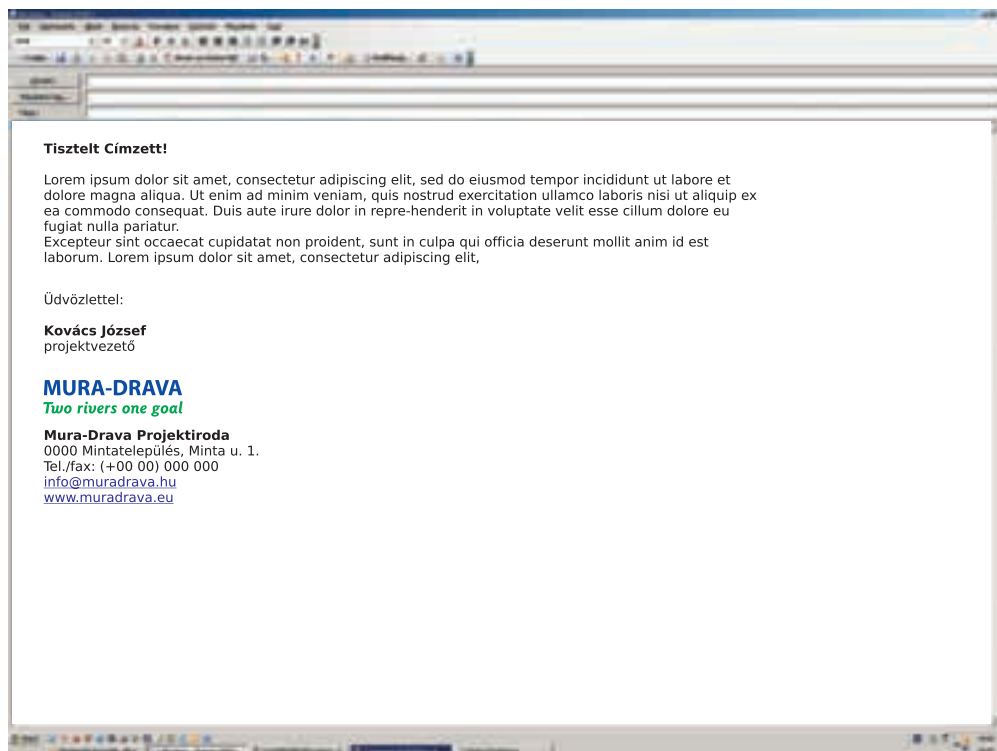 Tisztelt Címzett!
Lorem ipsum dolor sit amet, consectetur adipiscing elit, sed do eiusmod tempor incididunt ut labore et
dolore magna aliqua. Ut enim ad minim veniam, quis nostrud exercitation ullamco laboris nisi ut aliquip ex
ea commodo consequat. Duis aute irure dolor in repre-henderit in voluptate velit esse cillum dolore eu
fugiat nulla pariatur.
Excepteur sint occaecat cupidatat non proident, sunt in culpa qui officia deserunt mollit anim id est
laborum. Lorem ipsum dolor sit amet, consectetur adipiscing elit,
Üdvözlettel:
Kovács József
projektvezető
MURA-DRAVA
Two rivers one goal
Mura-Drava Projektiroda
0000 Mintatelepülés, Minta u. 1.
Tel./fax: (+00 00) 000 000
info@muradrava.hu
www.muradrava.eu